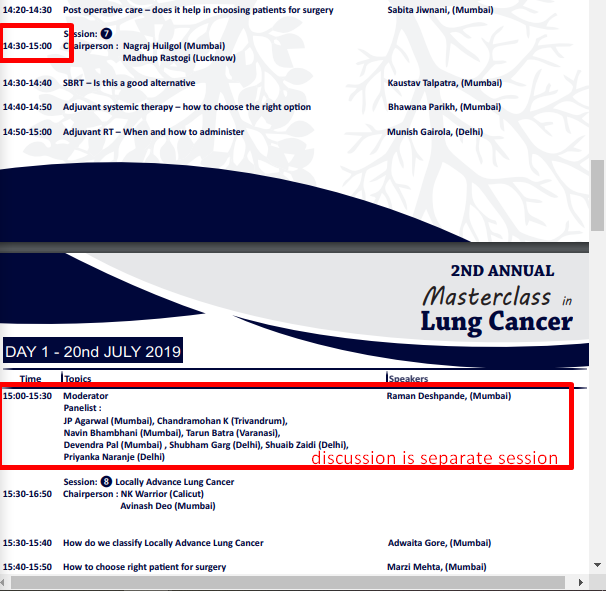 14:20-14:30 Post operative care – does it help in choosing patients for surgery Sabita Jiwnani, (Mumbai)
Session: 7
14:30-15:00 Chairperson : Nagraj Huilgol (Mumbai)
Madhup Rastogi (Lucknow)
14:30-14:40 SBRT – Is this a good alternative Kaustav Talpatra, (Mumbai)
14:40-14:50 Adjuvant systemic therapy – how to choose the right option Bhawana Parikh, (Mumbai)
14:50-15:00 Adjuvant RT – When and how to administer Munish Gairola, (Delhi)
2ND ANNUAL
Masterclass in
Lung Cancer
DAY 1 - 20nd JULY 2019
Time Topics Speakers
15:00-15:30 Moderator Raman Deshpande, (Mumbai)
Panelist :
JP Agarwal (Mumbai), Chandramohan K (Trivandrum),
Navin Bhambhani (Mumbai), Tarun Batra (Varanasi),
Devendra Pal (Mumbai) , Shubham Garg (Delhi), Shuaib Zaidi (Delhi),
Priyanka Naranje (Delhi)
discussion is separate session
Session: 8 Locally Advance Lung Cancer
15:30-16:50 Chairperson : NK Warrior (Calicut)
Avinash Deo (Mumbai)
15:30-15:40 How do we classify Locally Advance Lung Cancer Adwaita Gore, (Mumbai)
15:40-15:50 How to choose right patient for surgery Marzi Mehta, (Mumbai)